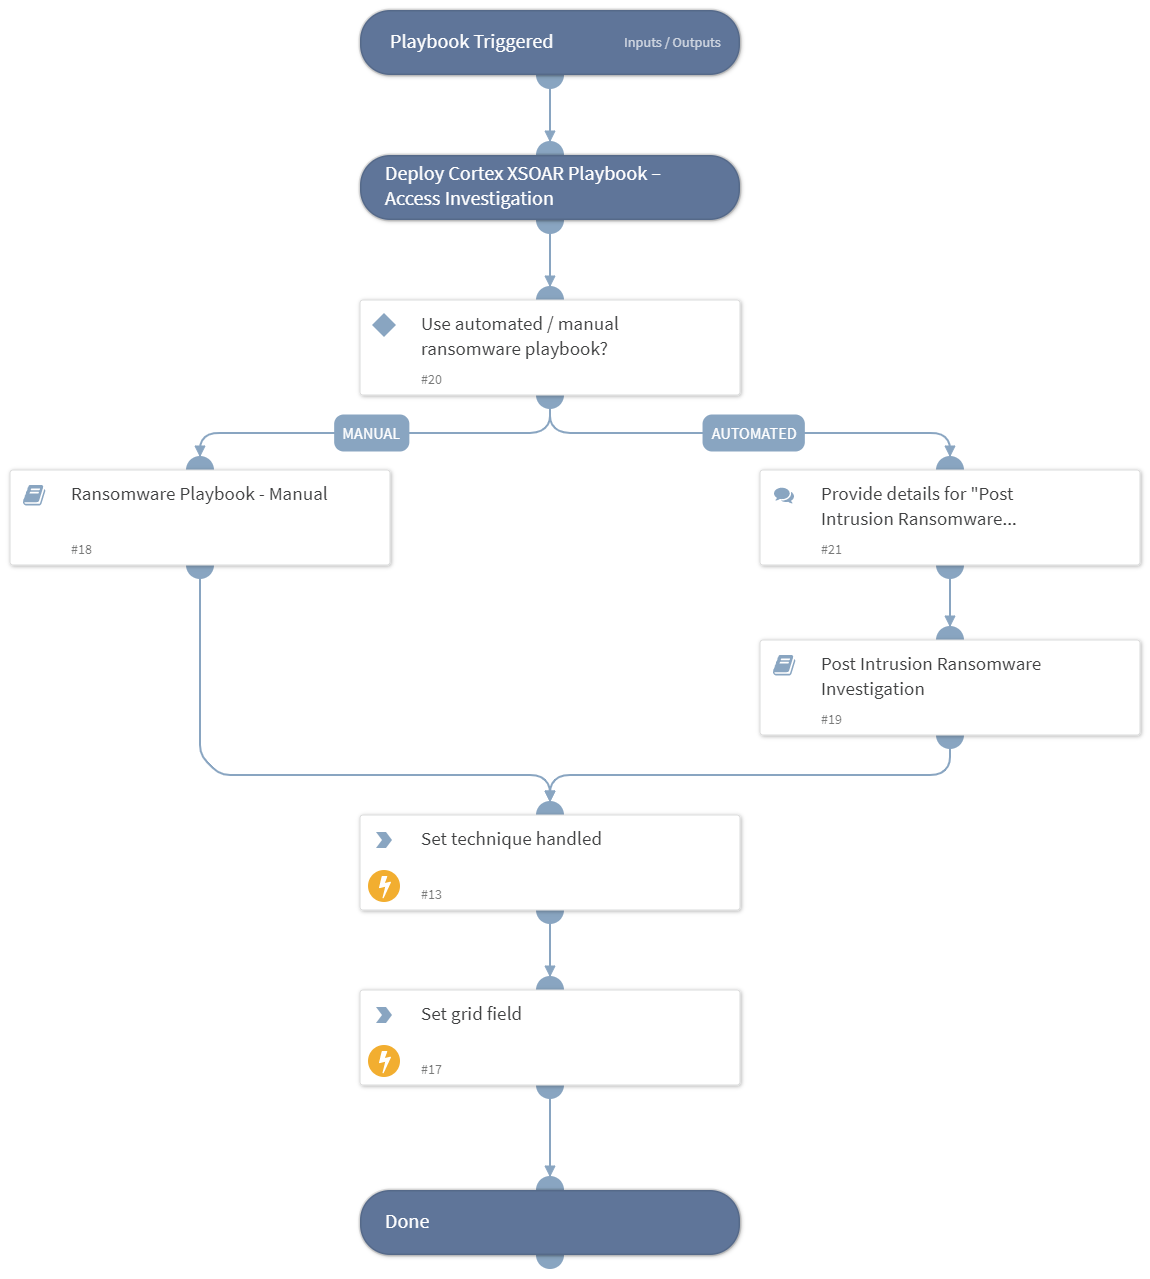 Playbook Triggered
Inputs / Outputs
Deploy Cortex XSOAR Playbook –
Access Investigation
Use automated / manual
ransomware playbook?
#20
MANUAL
AUTOMATED
Ransomware Playbook - Manual
#18
Provide details for "Post
Intrusion Ransomware...
#21
Post Intrusion Ransomware
Investigation
#19
Set technique handled
#13
Set grid field
#17
Done